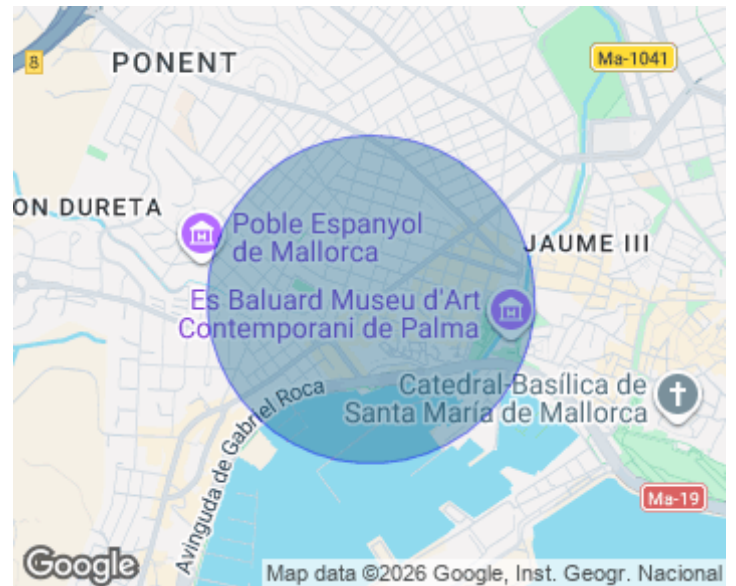 8
PONENT
Ma-1041
ON DURETA
Poble Espanyol
de Mallorca
JAUME III
Es Baluard Museu d'Art
Contemporani de Palma
Catedral-Basílica de
Santa María de Mallorca
Avinguda de Gabriel Roca
Ma-19
Google
Map data ©2026 Google, Inst. Geogr. Nacional